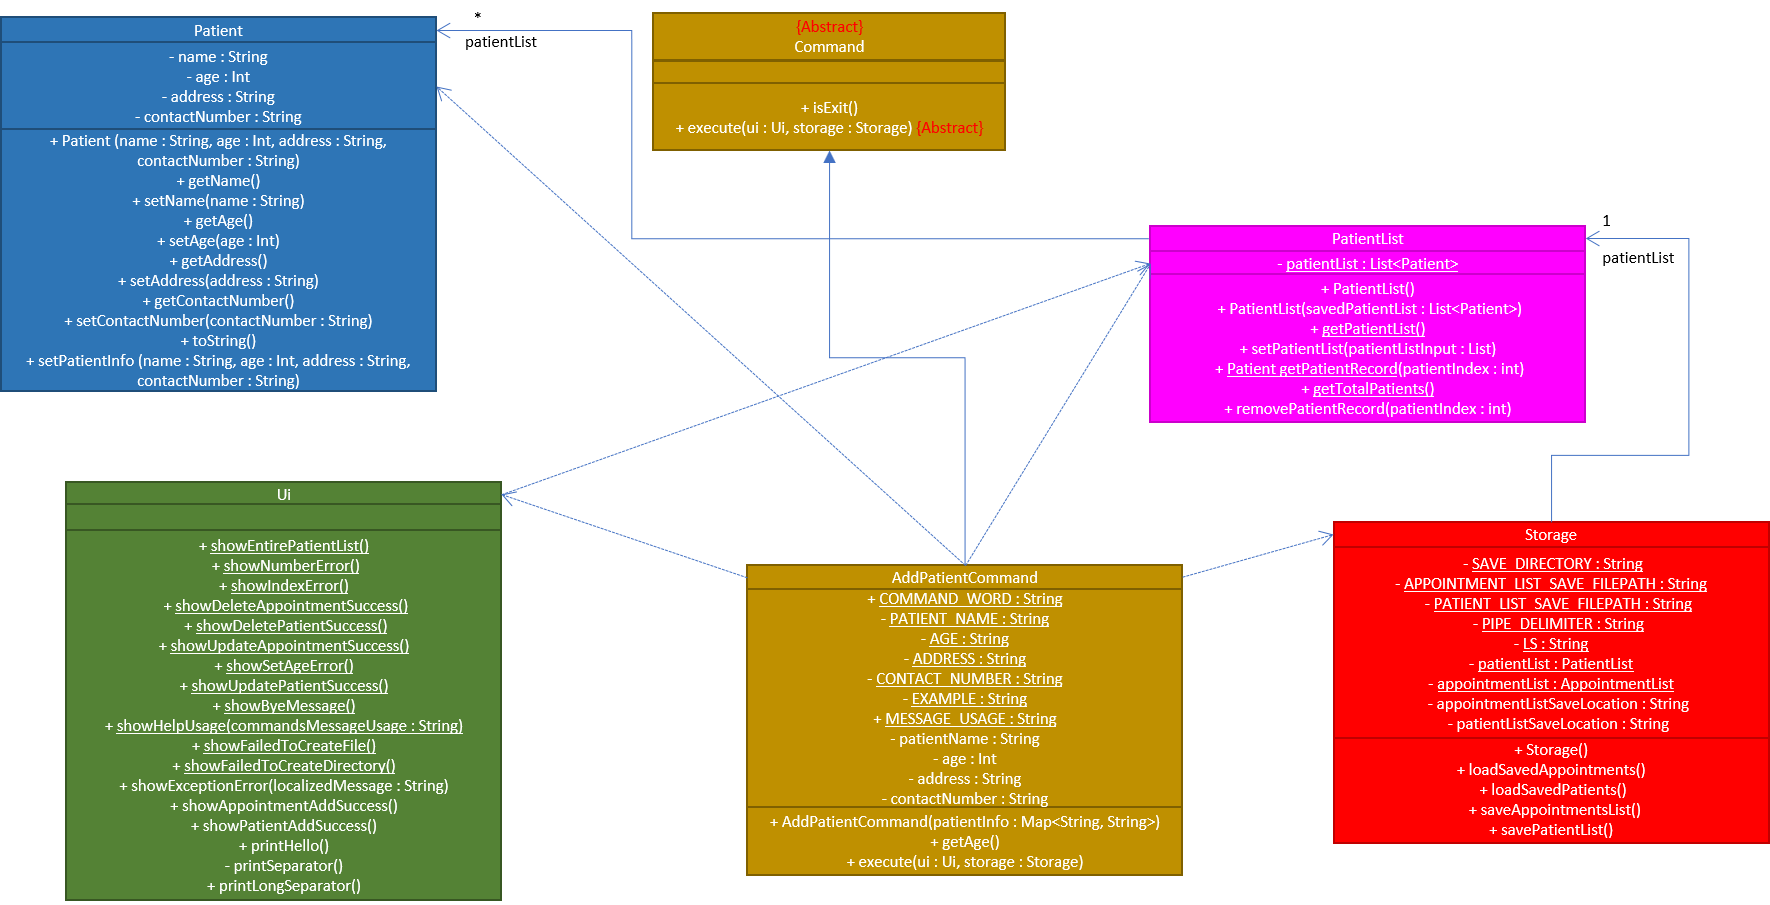 Patient
- name : String
- age : Int
- address : String
- contactNumber : String
+ Patient (name : String, age : Int, address : String,
contactNumber : String)
+ getName()
+ setName(name : String)
+ getAge()
+ setAge(age : Int)
+ getAddress()
+ setAddress(address : String)
+ getContactNumber()
+ setContactNumber(contactNumber : String)
+ toString()
+ setPatientInfo (name : String, age : Int, address : String,
contactNumber : String)
*
patientList
{Abstract}
Command
+ isExit()
+ execute(ui : Ui, storage : Storage) {Abstract}
PatientList
- patientList : List<Patient>
+ PatientList()
+ PatientList(savedPatientList : List<Patient>)
+ getPatientList()
+ setPatientList(patientListInput : List)
+ Patient getPatientRecord(patientIndex : int)
+ getTotalPatients()
+ removePatientRecord(patientIndex : int)
1
patientList
Ui
+ showEntirePatientList()
+ showNumberError()
+ showIndexError()
+ showDeleteAppointmentSuccess()
+ showDeletePatientSuccess()
+ showUpdateAppointmentSuccess()
+ showSetAgeError()
+ showUpdatePatientSuccess()
+ showByeMessage()
+ showHelpUsage(commandsMessageUsage : String)
+ showFailedToCreateFile()
+ showFailedToCreateDirectory()
+ showExceptionError(localizedMessage : String)
+ showAppointmentAddSuccess()
+ showPatientAddSuccess()
+ printHello()
- printSeparator()
+ printLongSeparator()
AddPatientCommand
+ COMMAND_WORD : String
- PATIENT_NAME : String
- AGE : String
- ADDRESS : String
- CONTACT_NUMBER : String
- EXAMPLE : String
+ MESSAGE_USAGE : String
- patientName : String
- age : Int
- address : String
- contactNumber : String
+ AddPatientCommand(patientInfo : Map<String, String>)
+ getAge()
+ execute(ui : Ui, storage : Storage)
Storage
- SAVE_DIRECTORY : String
- APPOINTMENT_LIST_SAVE_FILEPATH : String
- PATIENT_LIST_SAVE_FILEPATH : String
- PIPE_DELIMITER : String
- LS : String
- patientList : PatientList
- appointmentList : AppointmentList
- appointmentListSaveLocation : String
- patientListSaveLocation : String
+ Storage()
+ loadSavedAppointments()
+ loadSavedPatients()
+ saveAppointmentsList()
+ savePatientList()